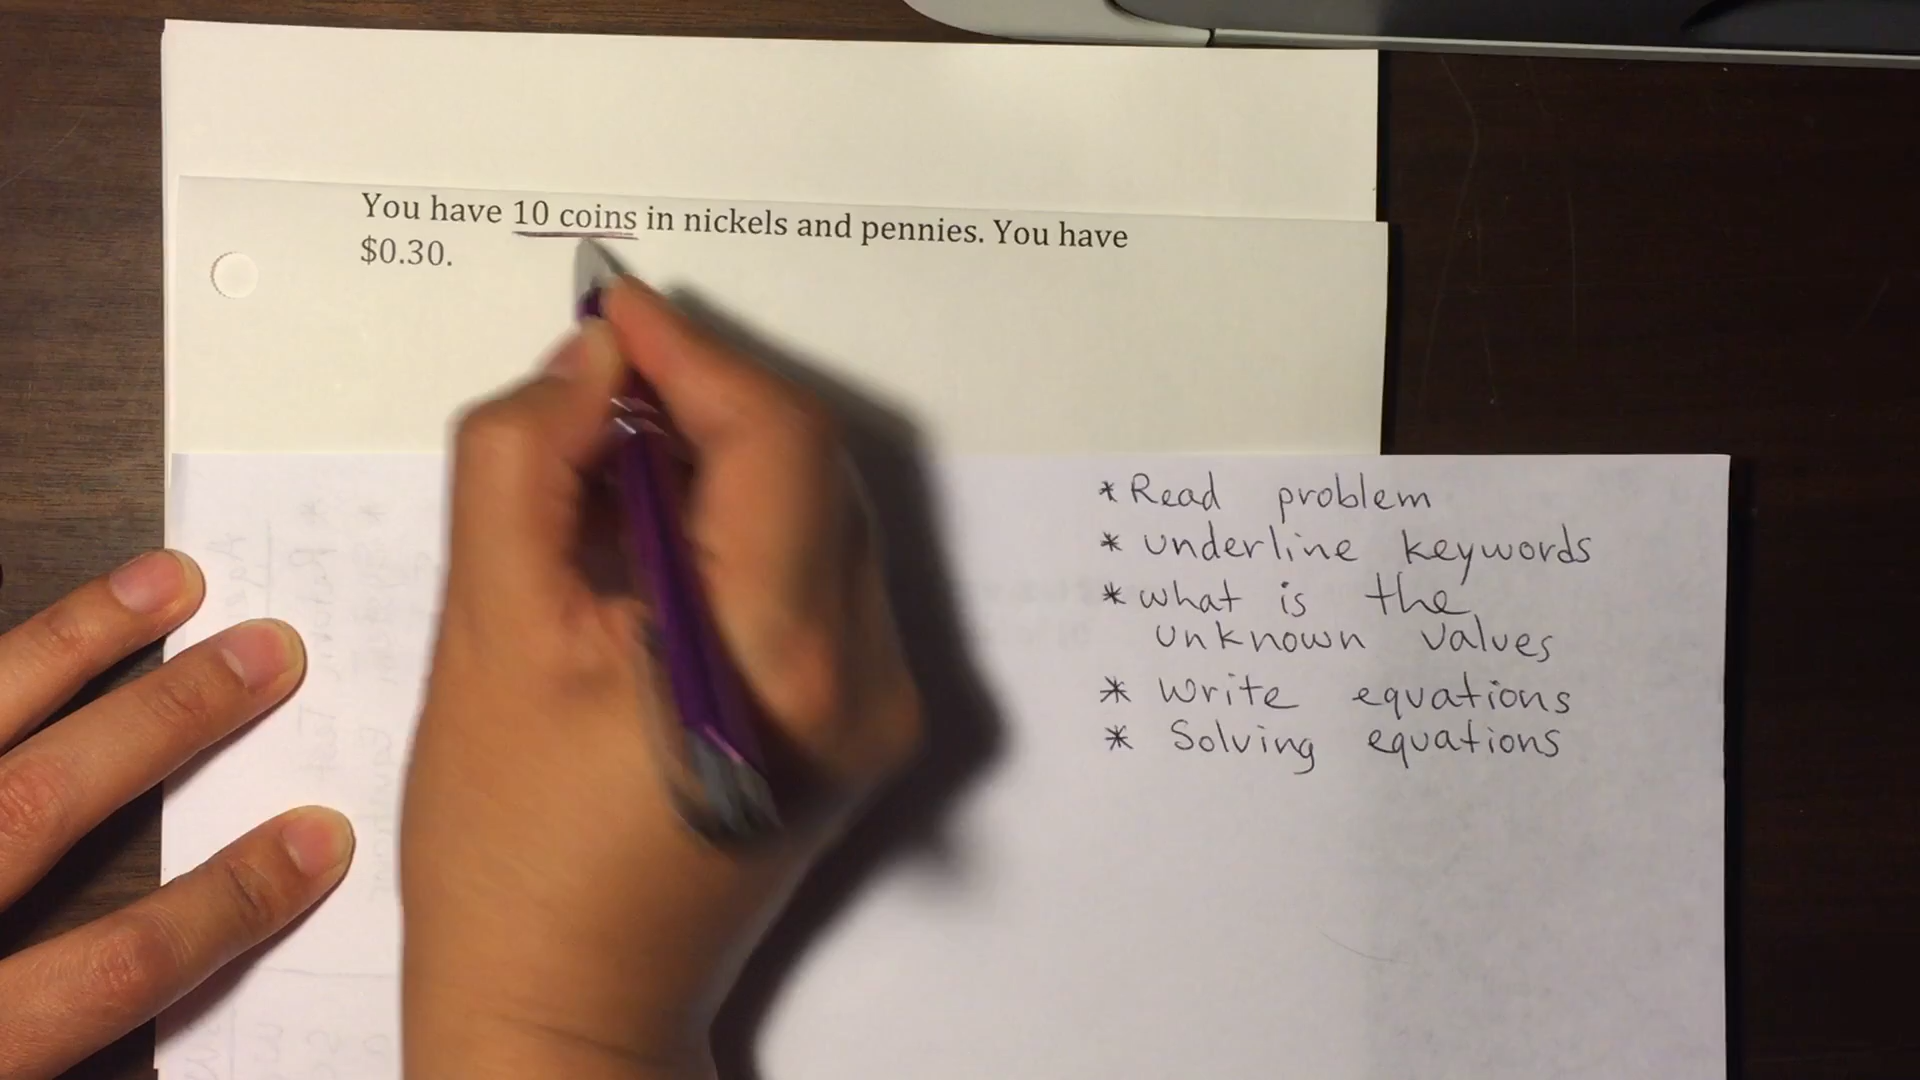 You have 10 coins in nickels and pennies. You have
$0.30.
* Read problem
* underline keywords
* what is the
unknown values
* Write equations
* Solving equations